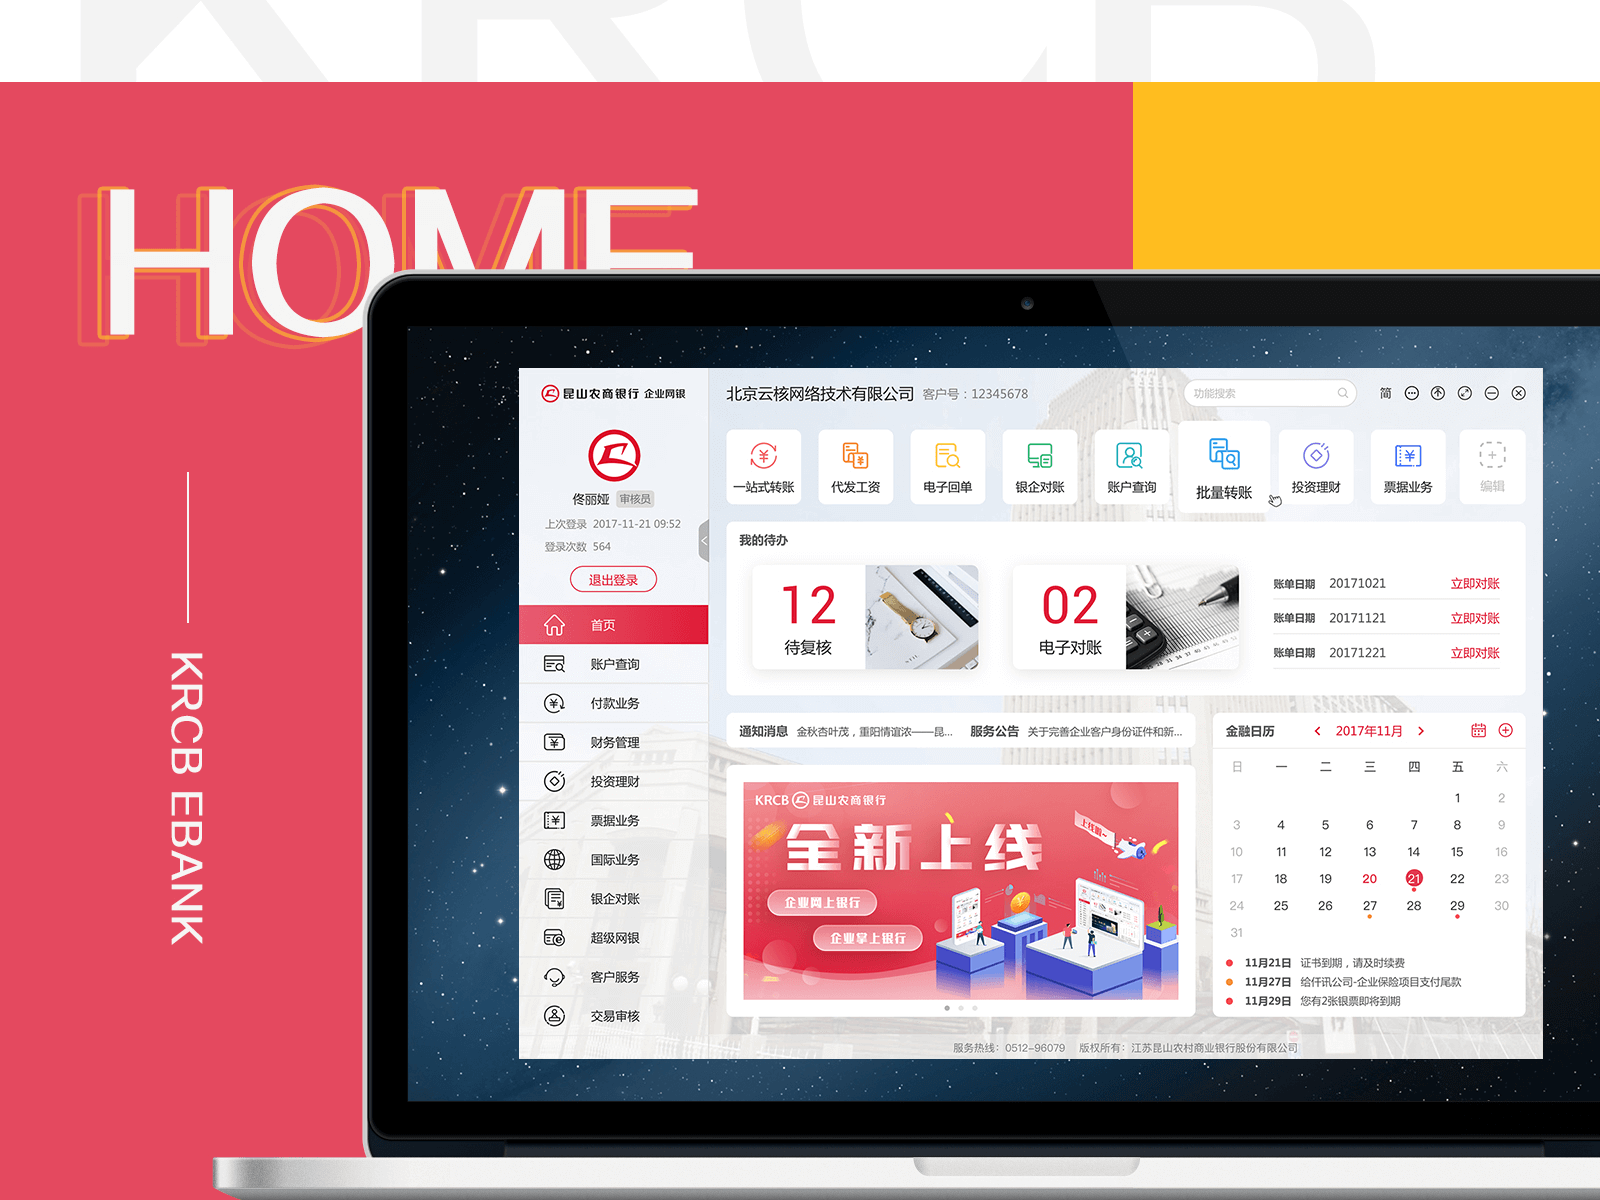 KRCB
HOME
KRCB EBANK
昆山农商银行 企业网银
北京云核网络技术有限公司 客户号：12345678
功能搜索
简
佟丽娅 审核员
上次登录 2017-11-21 09:52
登录次数 564
退出登录
首页
账户查询
付款业务
财务管理
投资理财
票据业务
国际业务
银企对账
超级网银
客户服务
交易审核
一站式转账
代发工资
电子回单
银企对账
账户查询
批量转账
投资理财
票据业务
编辑
我的待办
12
待复核
02
电子对账
账单日期 20171021 立即对账
账单日期 20171121 立即对账
账单日期 20171221 立即对账
通知消息 金秋杏叶茂，重阳情谊浓——昆... 服务公告 关于完善企业客户身份证件和新...
KRCB 昆山农商银行
全新上线
上线啦~
企业网上银行
企业掌上银行
金融日历 < 2017年11月 >
日 一 二 三 四 五 六
1 2
3 4 5 6 7 8 9
10 11 12 13 14 15 16
17 18 19 20 21 22 23
24 25 26 27 28 29 30
31
11月21日 证书到期，请及时续费
11月27日 给仟讯公司-企业保险项目支付尾款
11月29日 您有2张银票即将到期
服务热线：0512-96079 版权所有：江苏昆山农村商业银行股份有限公司